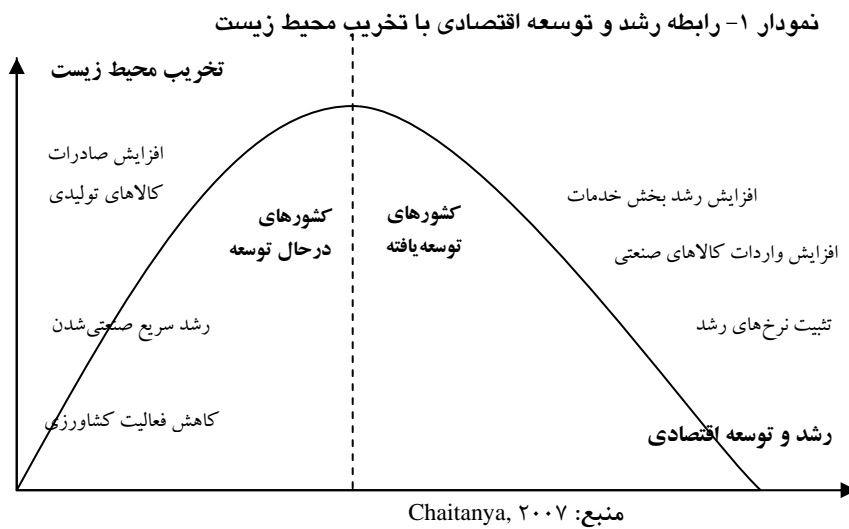 نمودار ۱- رابطه رشد و توسعه اقتصادی با تخریب محیط زیست
تخریب محیط زیست
افزایش صادرات
کالاهای تولیدی
رشد سریع صنعتی‌شدن
کاهش فعالیت کشاورزی
کشورهای
درحال توسعه
کشورهای
توسعه‌یافته
افزایش رشد بخش خدمات
افزایش واردات کالاهای صنعتی
تثبیت نرخ‌های رشد
رشد و توسعه اقتصادی
منبع: Chaitanya, ۲۰۰۷